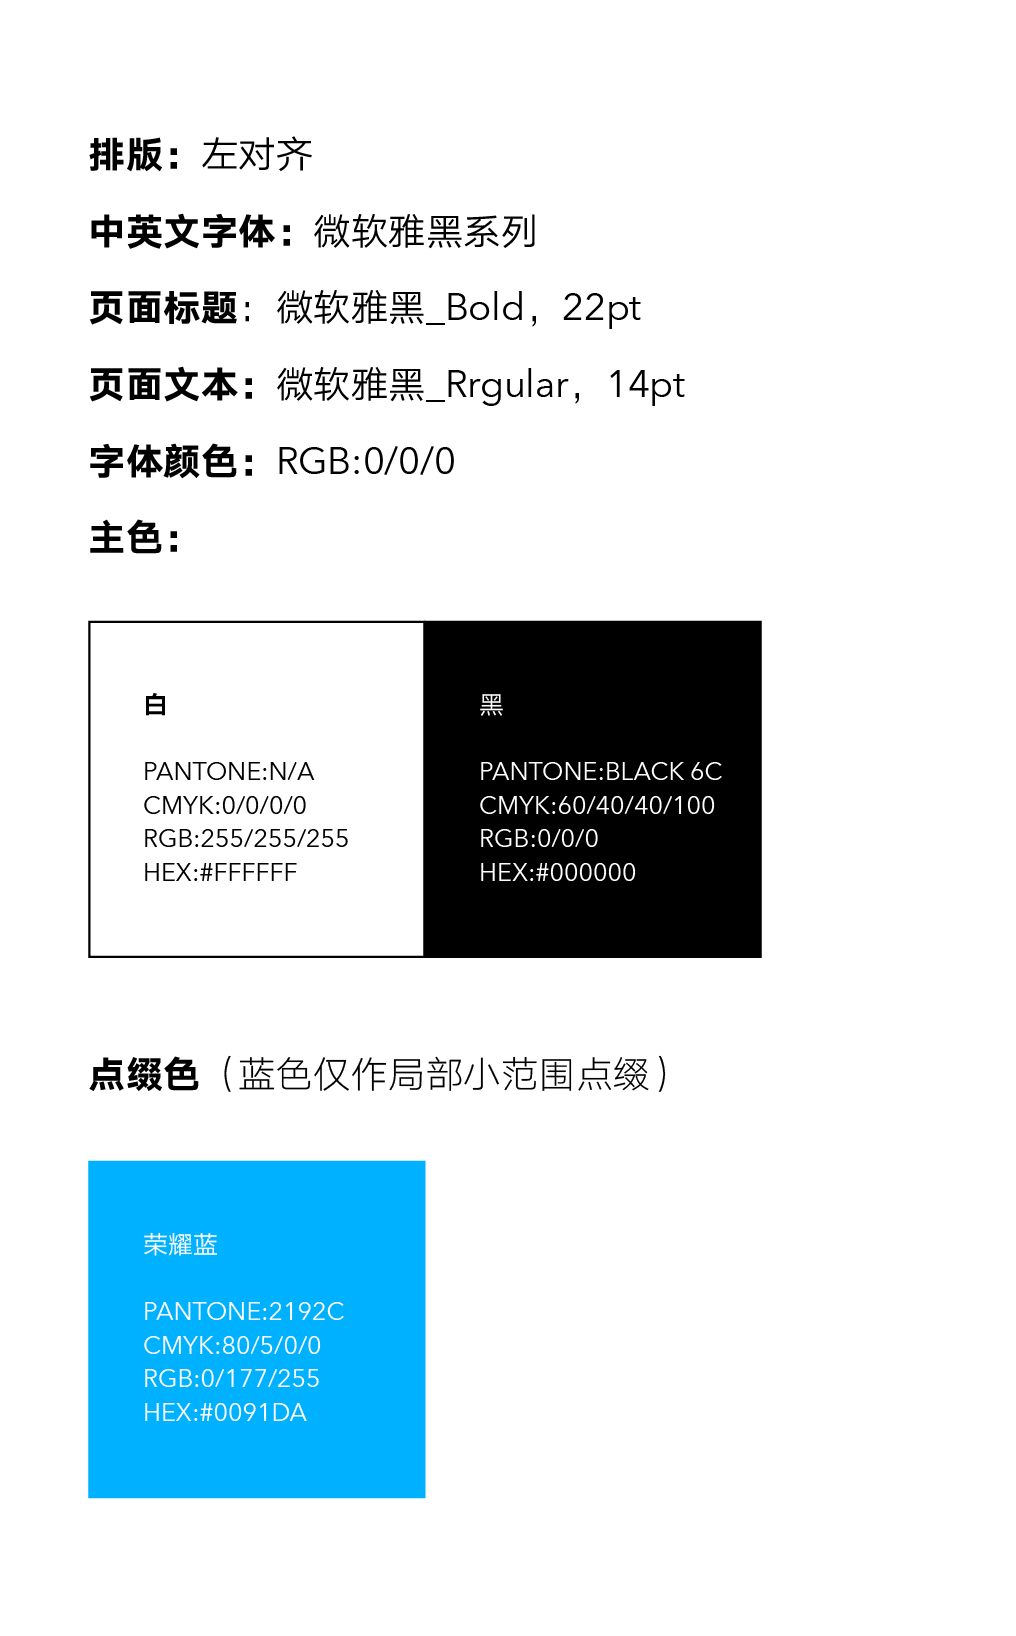 排版：左对齐
中英文字体：微软雅黑系列
页面标题：微软雅黑_Bold，22pt
页面文本：微软雅黑_Rrgular，14pt
字体颜色：RGB:0/0/0
主色：
白
PANTONE:N/A
CMYK:0/0/0/0
RGB:255/255/255
HEX:#FFFFFF
黑
PANTONE:BLACK 6C
CMYK:60/40/40/100
RGB:0/0/0
HEX:#000000
点缀色（蓝色仅作局部小范围点缀）
荣耀蓝
PANTONE:2192C
CMYK:80/5/0/0
RGB:0/177/255
HEX:#0091DA